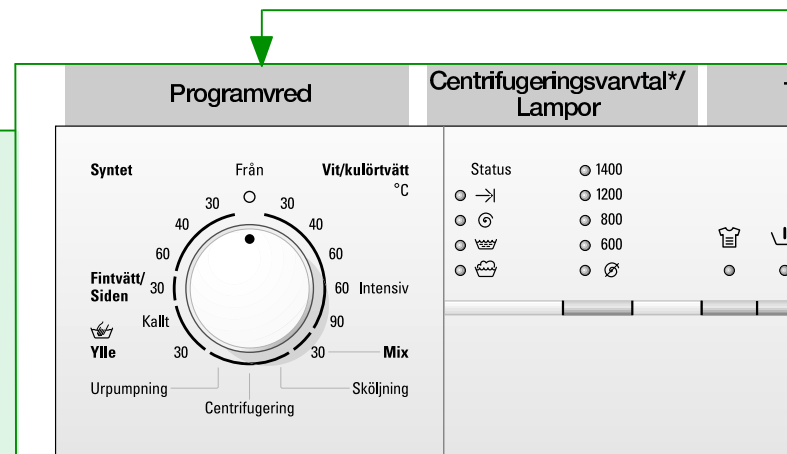 Programvred
Centrifugeringsvarvtal*/
Lampor
Syntet
Från
Vit/kulörtvätt
°C
30
30
40
40
60
60
Fintvätt/
Siden
30
60 Intensiv
Kallt
90
Ylle
30
30
Mix
Urpumpning
Sköljning
Centrifugering
Status
1400
1200
800
600